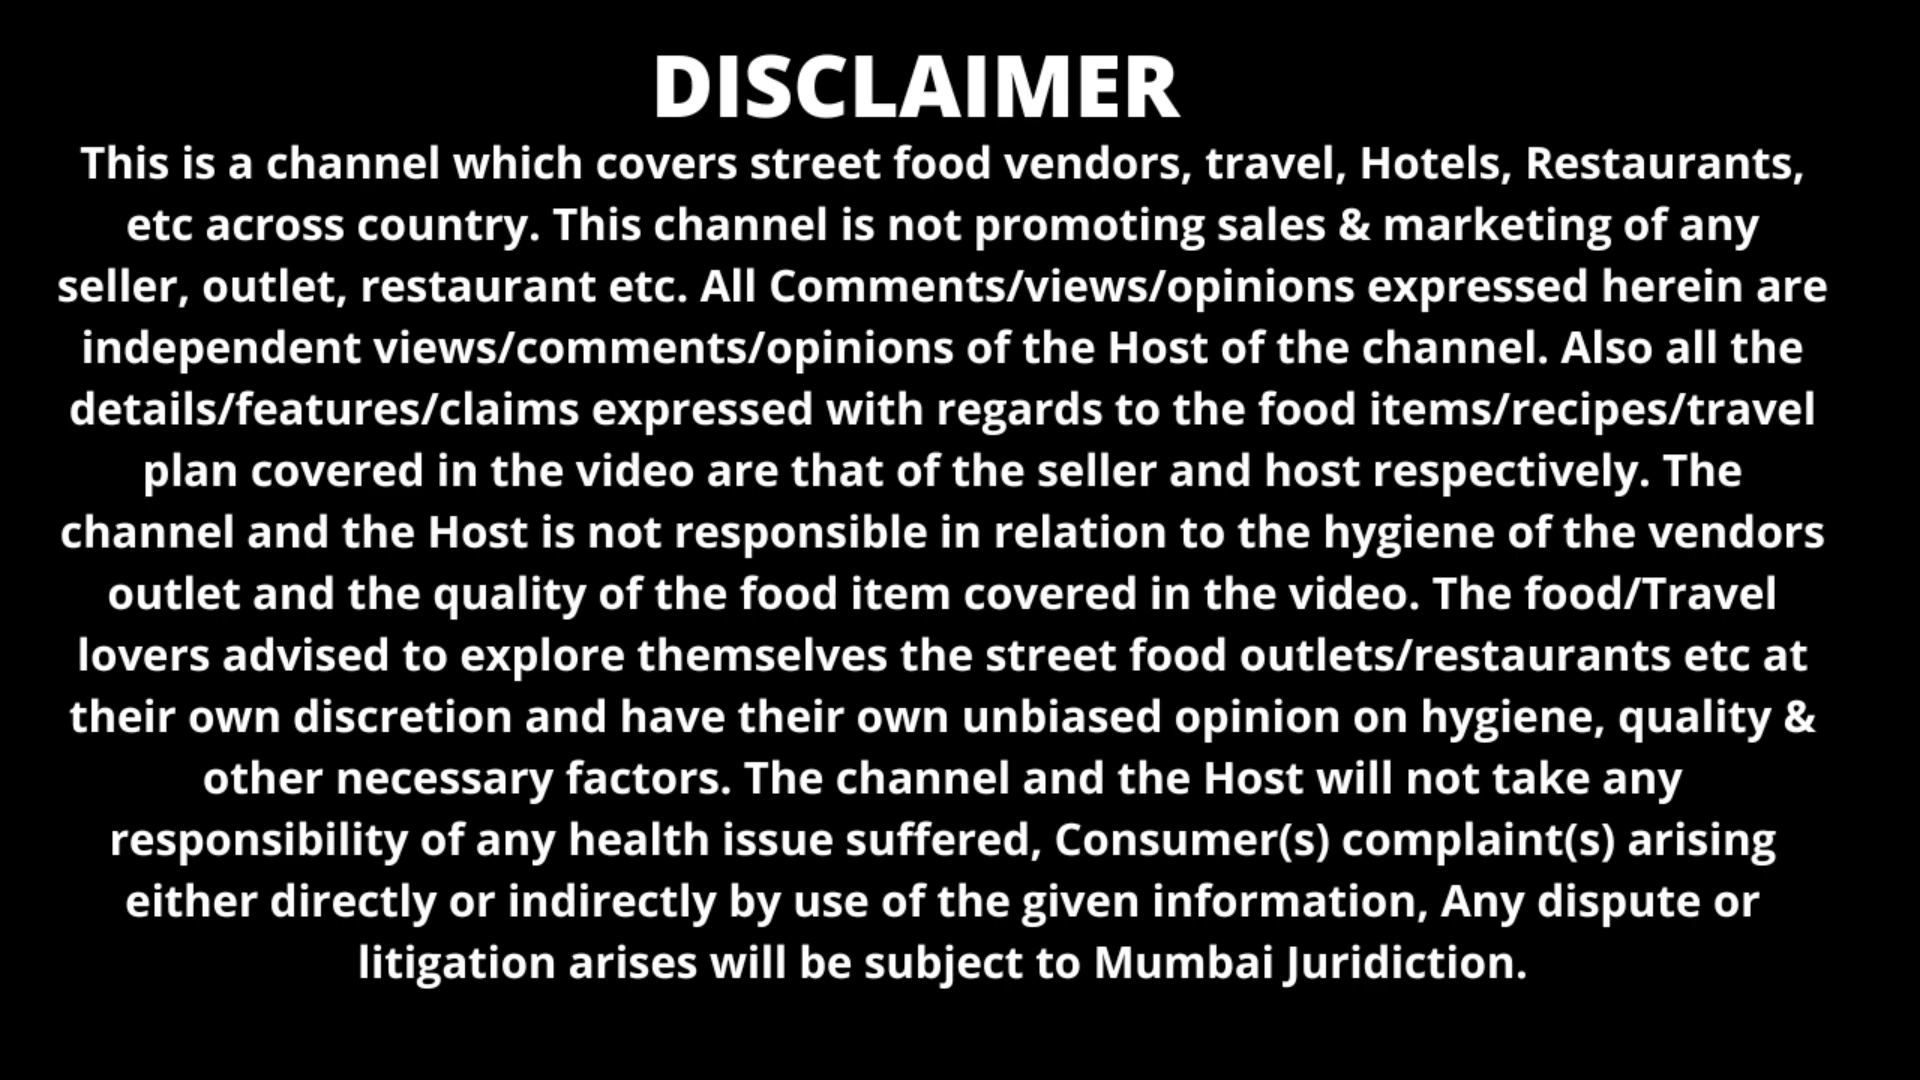 DISCLAIMER
This is a channel which covers street food vendors, travel, Hotels, Restaurants,
etc across country. This channel is not promoting sales & marketing of any
seller, outlet, restaurant etc. All Comments/views/opinions expressed herein are
independent views/comments/opinions of the Host of the channel. Also all the
details/features/claims expressed with regards to the food items/recipes/travel
plan covered in the video are that of the seller and host respectively. The
channel and the Host is not responsible in relation to the hygiene of the vendors
outlet and the quality of the food item covered in the video. The food/Travel
lovers advised to explore themselves the street food outlets/restaurants etc at
their own discretion and have their own unbiased opinion on hygiene, quality &
other necessary factors. The channel and the Host will not take any
responsibility of any health issue suffered, Consumer(s) complaint(s) arising
either directly or indirectly by use of the given information, Any dispute or
litigation arises will be subject to Mumbai Juridiction.